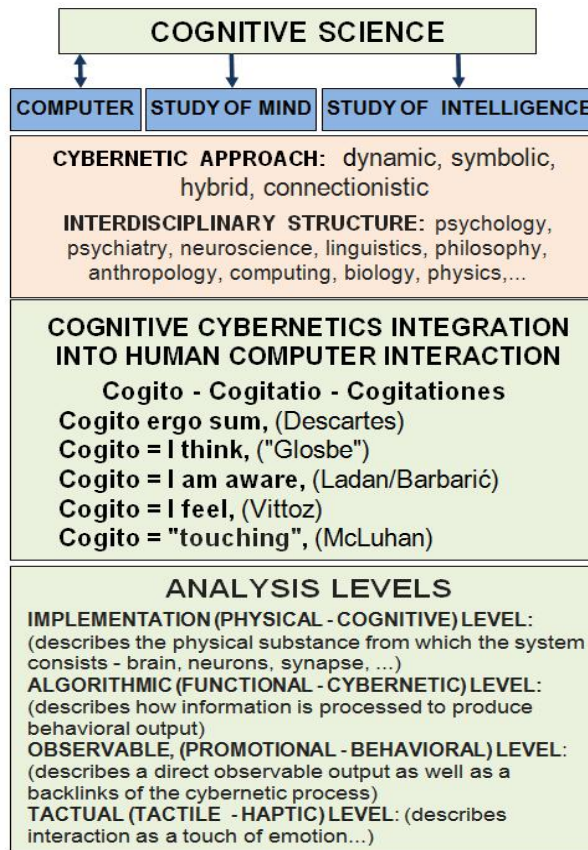 COGNITIVE SCIENCE
COMPUTER
STUDY OF MIND
STUDY OF INTELLIGENCE
CYBERNETIC APPROACH: dynamic, symbolic,
hybrid, connectionistic
INTERDISCIPLINARY STRUCTURE: psychology,
psychiatry, neuroscience, linguistics, philosophy,
anthropology, computing, biology, physics,...
COGNITIVE CYBERNETICS INTEGRATION
INTO HUMAN COMPUTER INTERACTION
Cogito - Cogitatio - Cogitationes
Cogito ergo sum, (Descartes)
Cogito = I think, ("Glosbe")
Cogito = I am aware, (Ladan/Barbarić)
Cogito = I feel, (Vittoz)
Cogito = "touching", (McLuhan)
ANALYSIS LEVELS
IMPLEMENTATION (PHYSICAL - COGNITIVE) LEVEL:
(describes the physical substance from which the system
consists - brain, neurons, synapse, ...)
ALGORITHMIC (FUNCTIONAL - CYBERNETIC) LEVEL:
(describes how information is processed to produce
behavioral output)
OBSERVABLE, (PROMOTIONAL - BEHAVIORAL) LEVEL:
(describes a direct observable output as well as a
backlinks of the cybernetic process)
TACTUAL (TACTILE - HAPTIC) LEVEL: (describes
interaction as a touch of emotion...)